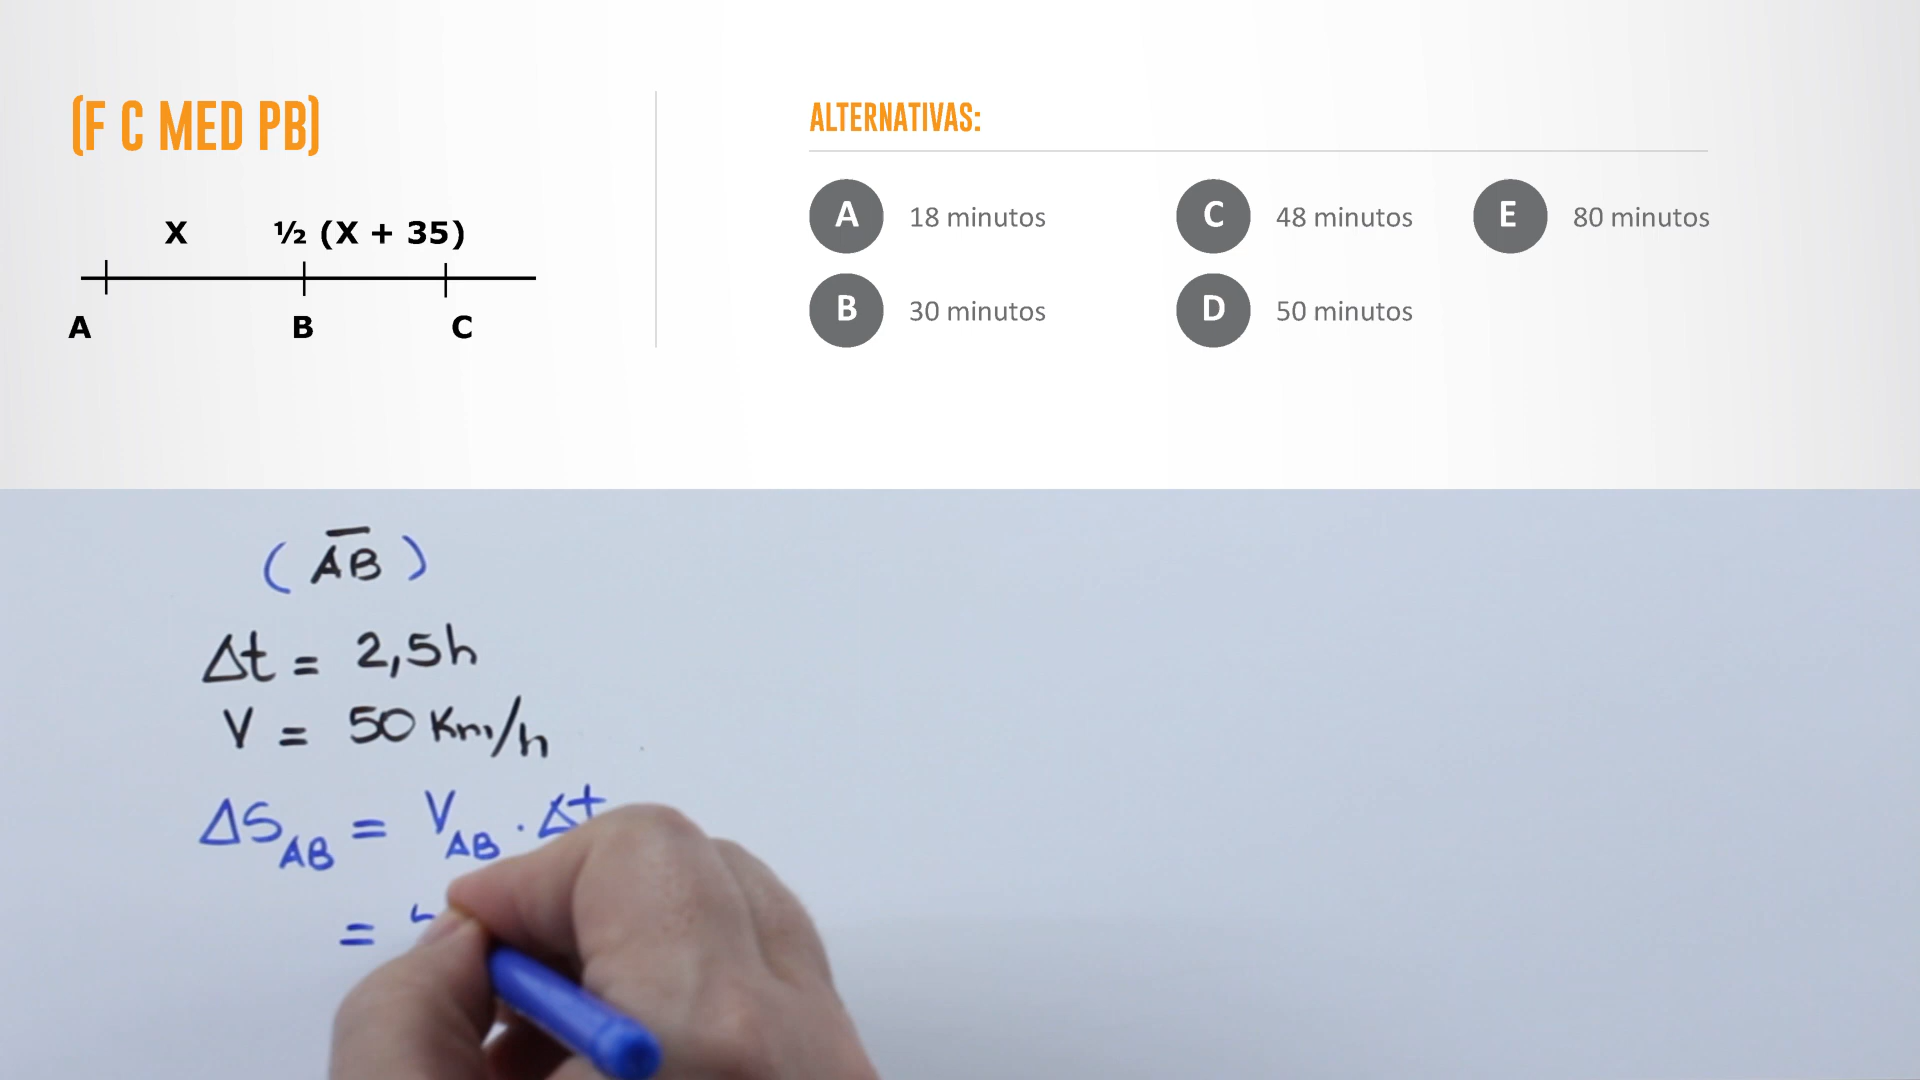 (F C MED PB)
X ½ (X + 35)
A B C
ALTERNATIVAS:
A 18 minutos
B 30 minutos
C 48 minutos
D 50 minutos
E 80 minutos
( A̅B̅ )
Δt = 2,5h
V = 50 Km/h
ΔS_AB = V_AB · Δt
=